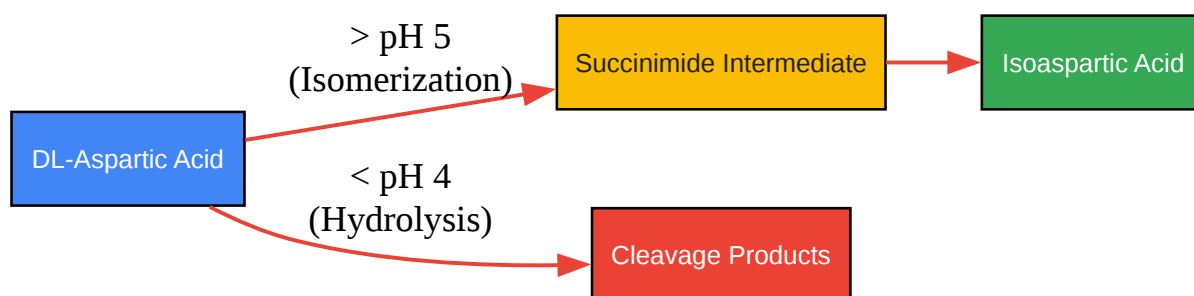 > pH 5
(Isomerization)
Succinimide Intermediate
Isoaspartic Acid
DL-Aspartic Acid
< pH 4
(Hydrolysis)
Cleavage Products